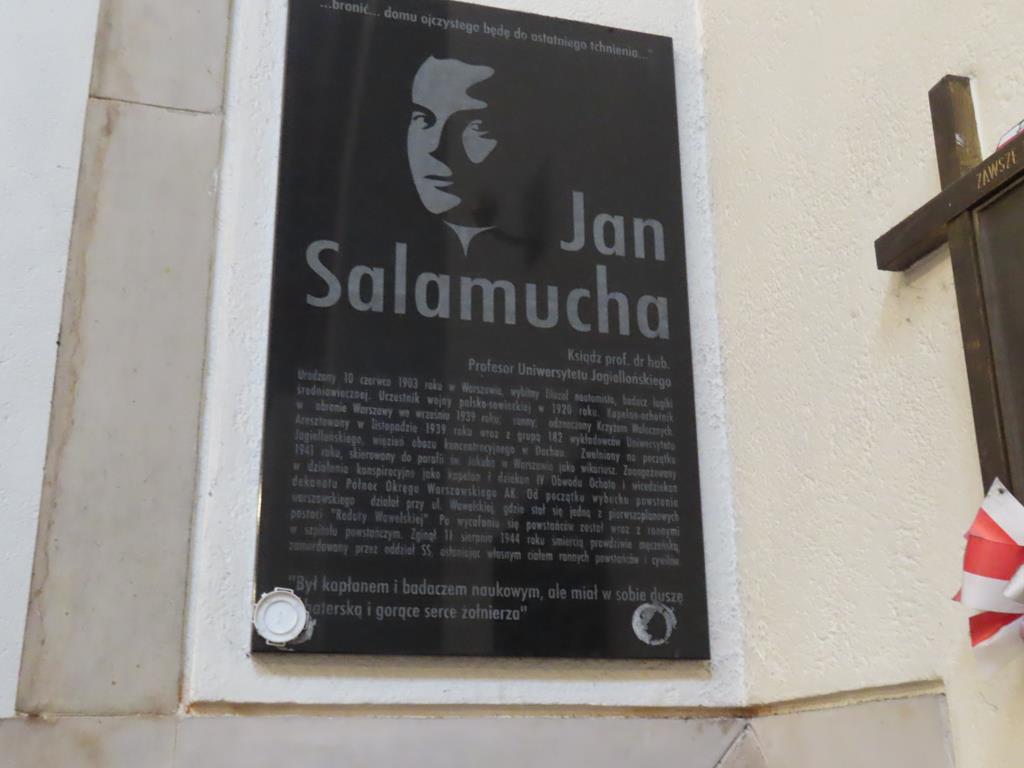 ...bronić... domu ojczystego będę do ostatniego tchnienia..."
Jan
Salamucha
Ksiądz prof. dr hab.
Profesor Uniwersytetu Jagiellońskiego
Urodzony 10 czerwca 1903 roku w Warszawie, wybitny filozof neotomista, badacz logiki
średniowiecznej. Uczestnik wojny polsko-sowieckiej w 1920 roku. Kapelan-ochotnik
w obronie Warszawy we wrześniu 1939 roku; ranny; odznaczony Krzyżem Walecznych.
Aresztowany w listopadzie 1939 roku wraz z grupą 182 wykładowców Uniwersytetu
Jagiellońskiego, więzień obozu koncentracyjnego w Dachau. Zwolniony na początku
1941 roku, skierowany do parafii św. Jakuba w Warszawie jako wikariusz. Zaangażowany
w działania konspiracyjne jako kapelan i dziekan IV Obwodu Ochota i wicedziekan
dekanatu Północ Okręgu Warszawskiego AK. Od początku wybuchu powstania
warszawskiego działał przy ul. Wawelskiej, gdzie stał się jedną z pierwszoplanowych
postaci "Reduty Wawelskiej". Po wycofaniu się powstańców został wraz z rannymi
w szpitalu powstańczym. Zginął 11 sierpnia 1944 roku śmiercią prawdziwie męczeńską,
zamordowany przez oddział SS, osłaniając własnym ciałem rannych powstańców i cywilów.
"Był kapłanem i badaczem naukowym, ale miał w sobie duszę
haterską i gorące serce żołnierza"
ZAWSZE